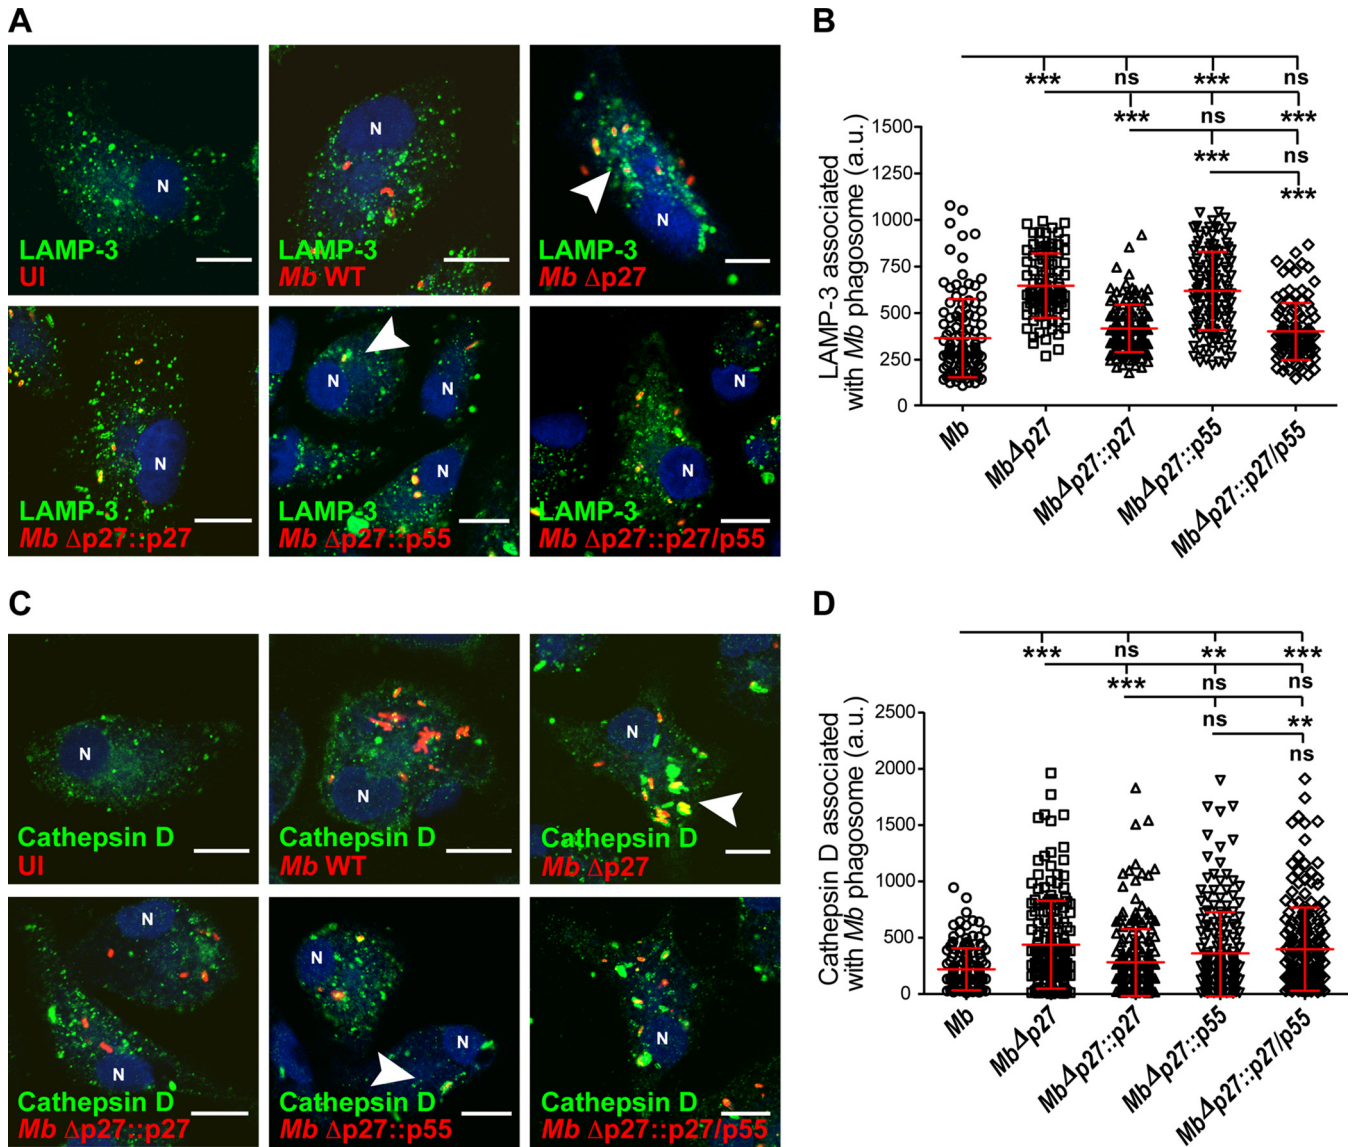 A
N
LAMP-3
UI
N
LAMP-3
Mb WT
N
LAMP-3
Mb Δp27
N
LAMP-3
Mb Δp27::p27
N
N
N
LAMP-3
Mb Δp27::p55
N
N
LAMP-3
Mb Δp27::p27/p55
B
*** ns *** ns
*** ns ***
*** ns
***
LAMP-3 associated
with Mb phagosome (a.u.)
1500
1250
1000
750
500
250
0
Mb
MbΔp27
MbΔp27::p27
MbΔp27::p55
MbΔp27::p27/p55
C
N
Cathepsin D
UI
N
Cathepsin D
Mb WT
N
Cathepsin D
Mb Δp27
N
N
Cathepsin D
Mb Δp27::p27
N
N
Cathepsin D
Mb Δp27::p55
N
Cathepsin D
Mb Δp27::p27/p55
D
*** ns ** ***
*** ns ns
ns **
ns
Cathepsin D associated
with Mb phagosome (a.u.)
2500
2000
1500
1000
500
0
Mb
MbΔp27
MbΔp27::p27
MbΔp27::p55
MbΔp27::p27/p55